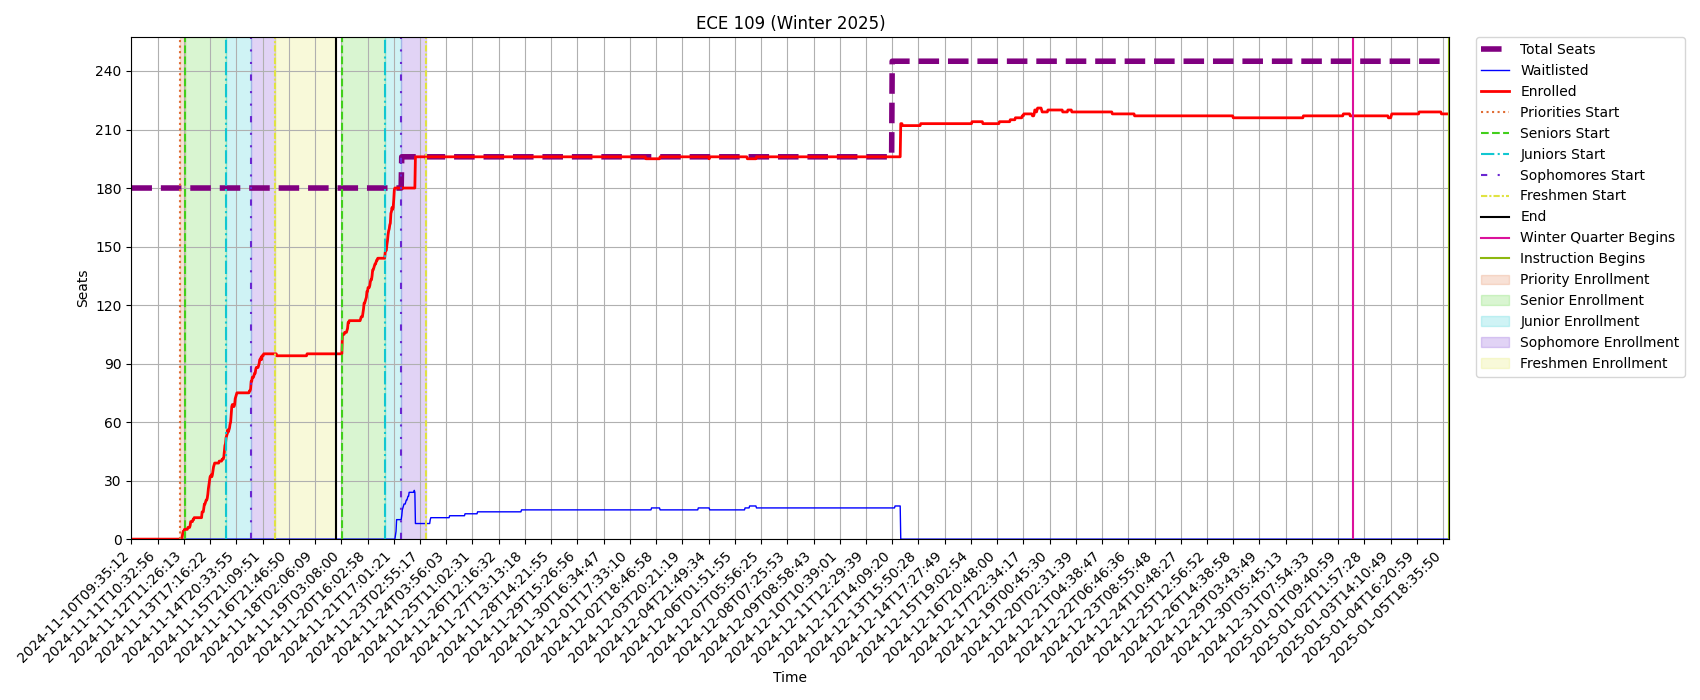 ECE 109 (Winter 2025)
Seats
240
210
180
150
120
90
60
30
0
2024-11-10T09:35:12
2024-11-11T10:32:56
2024-11-12T11:26:13
2024-11-13T17:16:22
2024-11-14T20:33:55
2024-11-15T21:09:51
2024-11-16T21:46:50
2024-11-18T02:06:09
2024-11-19T03:08:00
2024-11-20T16:02:58
2024-11-21T17:01:21
2024-11-23T02:55:17
2024-11-24T03:56:03
2024-11-25T11:02:31
2024-11-26T12:16:32
2024-11-27T13:13:18
2024-11-28T14:21:55
2024-11-29T15:26:56
2024-11-30T16:34:47
2024-12-01T17:33:10
2024-12-02T18:46:58
2024-12-03T20:21:19
2024-12-04T21:49:34
2024-12-06T01:51:55
2024-12-07T05:56:25
2024-12-08T07:25:53
2024-12-09T08:58:43
2024-12-10T10:39:01
2024-12-11T12:29:39
2024-12-12T14:09:20
2024-12-13T15:50:28
2024-12-14T17:27:49
2024-12-15T19:02:54
2024-12-16T20:48:00
2024-12-17T22:34:17
2024-12-19T00:45:30
2024-12-20T02:31:39
2024-12-21T04:38:47
2024-12-22T06:46:36
2024-12-23T08:55:48
2024-12-24T10:48:27
2024-12-25T12:56:52
2024-12-26T14:38:58
2024-12-29T03:43:49
2024-12-30T05:45:13
2024-12-31T07:54:33
2025-01-01T09:40:59
2025-01-02T11:57:28
2025-01-03T14:10:49
2025-01-04T16:20:59
2025-01-05T18:35:50
Time
Total Seats
Waitlisted
Enrolled
Priorities Start
Seniors Start
Juniors Start
Sophomores Start
Freshmen Start
End
Winter Quarter Begins
Instruction Begins
Priority Enrollment
Senior Enrollment
Junior Enrollment
Sophomore Enrollment
Freshmen Enrollment